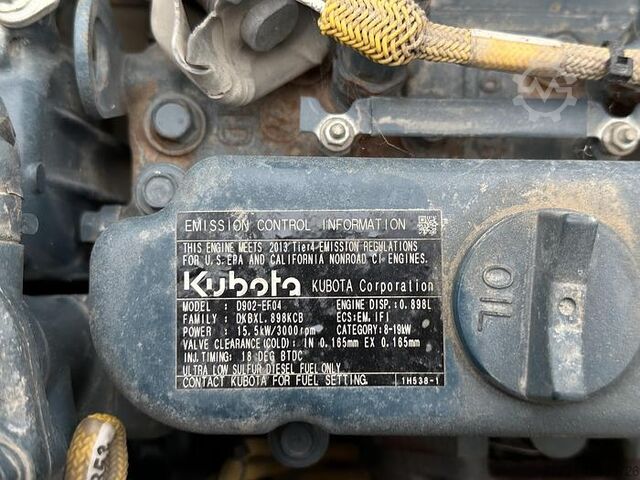 EMISSION CONTROL INFORMATION
THIS ENGINE MEETS 2013 Tier4 EMISSION REGULATIONS
FOR U.S.EPA AND CALIFORNIA NONROAD CI ENGINES.
Kubota KUBOTA Corporation
MODEL : D902-EF04 ENGINE DISP.:0.898L
FAMILY : DKBXL.898KCB ECS:EM,IFI
POWER : 15.5kW/3000rpm CATEGORY:8-19kW
VALVE CLEARANCE(COLD): IN 0.165mm EX 0.165mm
INJ.TIMING: 18 DEG BTDC
ULTRA LOW SULFUR DIESEL FUEL ONLY
CONTACT KUBOTA FOR FUEL SETTING. 1H538-1
OIL